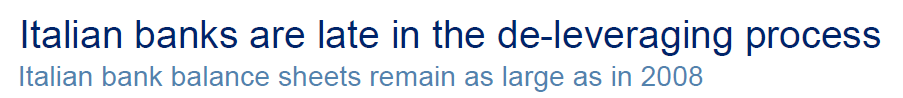 Italian banks are late in the de-leveraging process
Italian bank balance sheets remain as large as in 2008